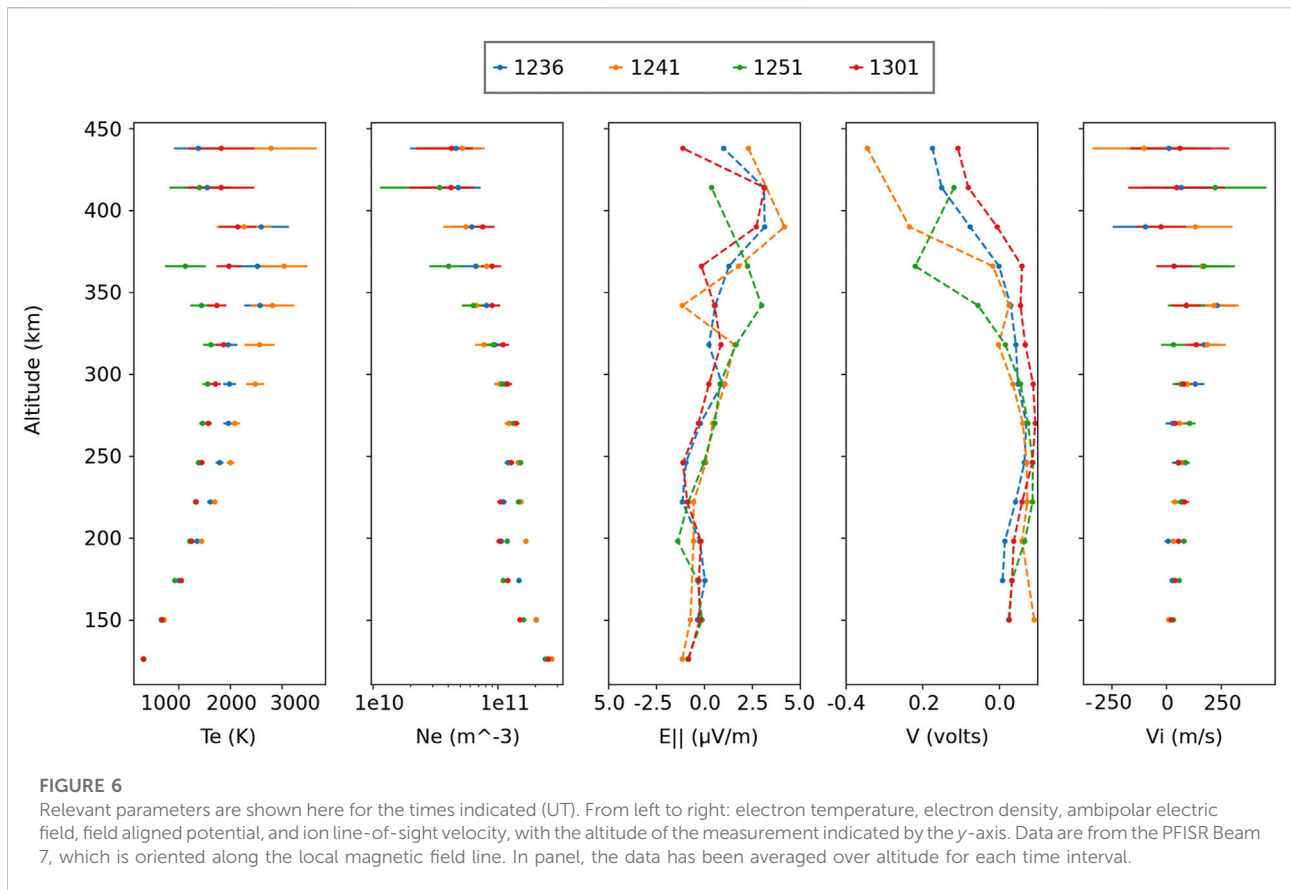 1236 1241 1251 1301
450
400
350
300
250
200
150
Altitude (km)
1000 2000 3000
1e10 1e+11
5.0 -2.5 0.0 2.5 5.0
-0.4 0.2 0.0
-250 0 250
Te (K) Ne (m^-3) E|| (µV/m) V (volts) Vi (m/s)
FIGURE 6
Relevant parameters are shown here for the times indicated (UT). From left to right: electron temperature, electron density, ambipolar electric
field, field aligned potential, and ion line-of-sight velocity, with the altitude of the measurement indicated by the y-axis. Data are from the PFISR Beam
7, which is oriented along the local magnetic field line. In panel, the data has been averaged over altitude for each time interval.